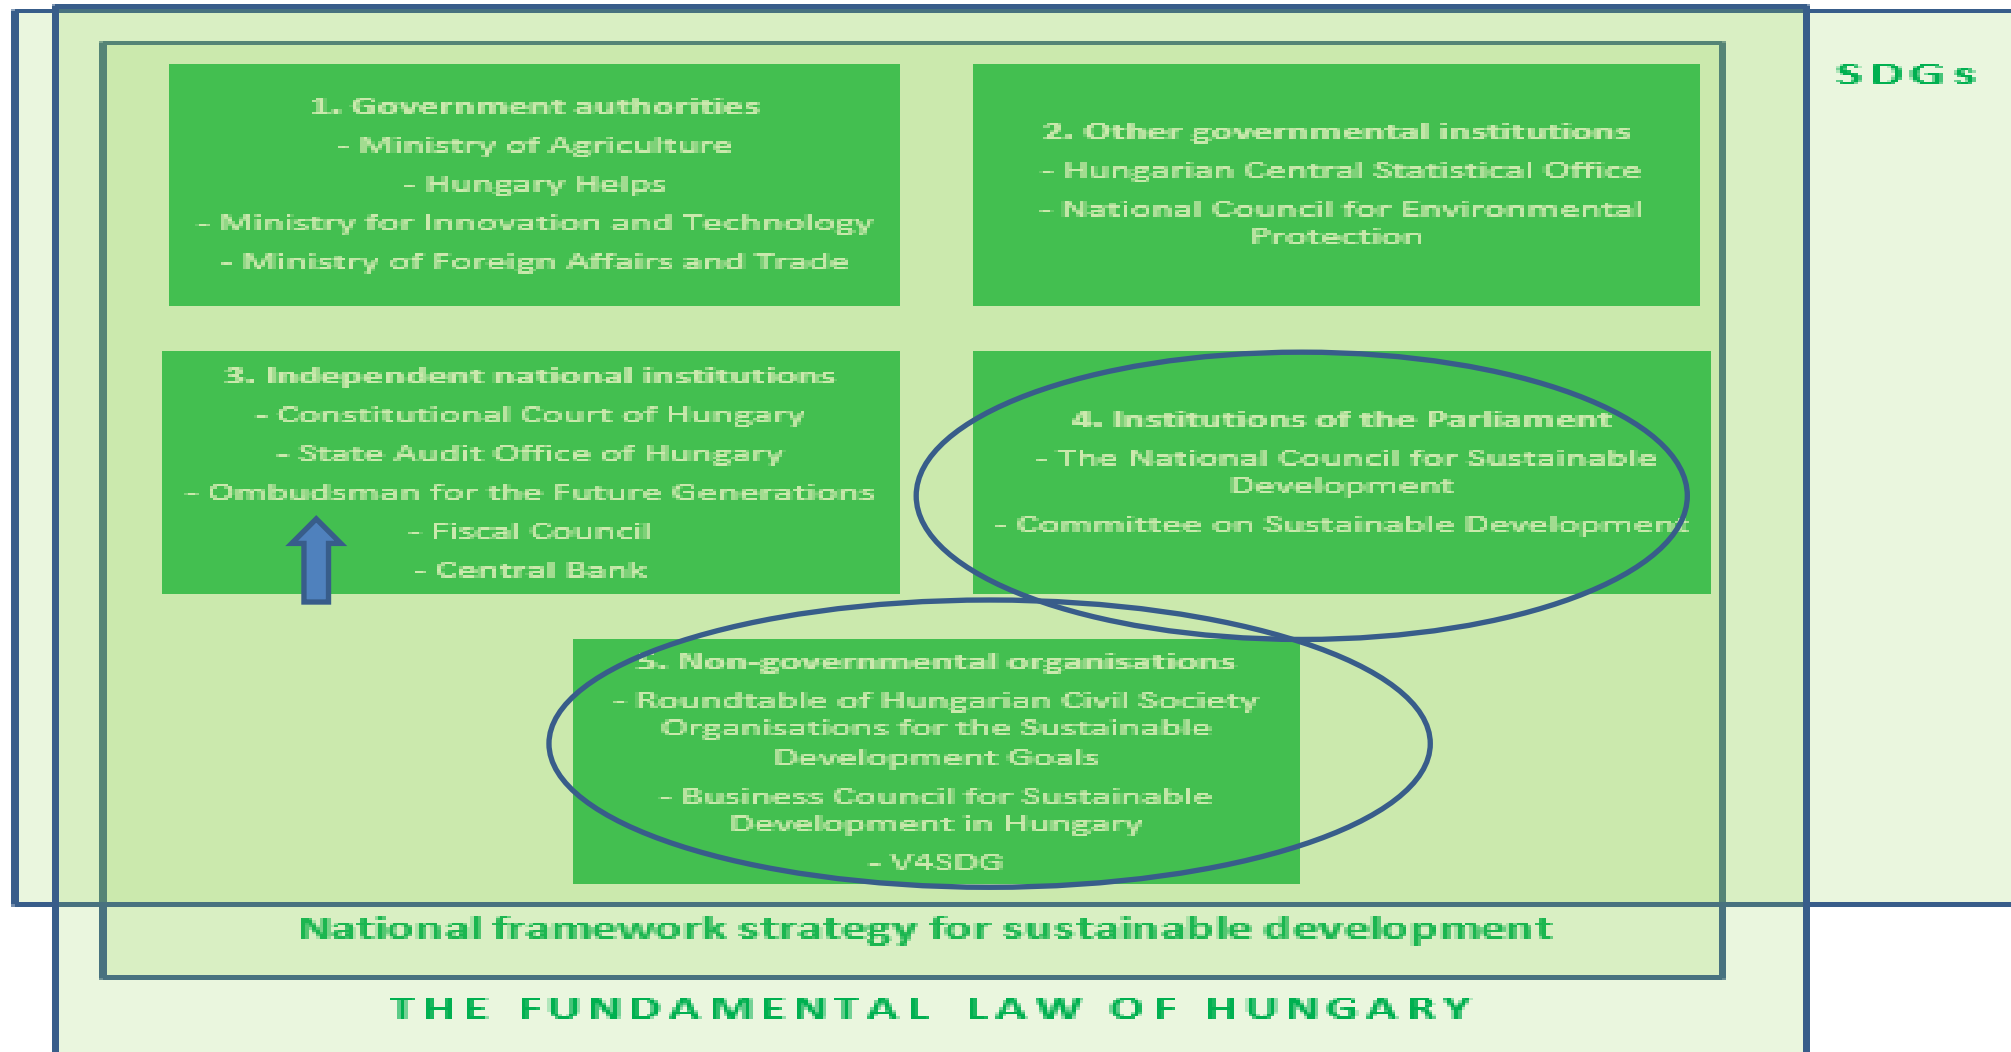 SDGs
1. Government authorities
- Ministry of Agriculture
- Hungary Helps
- Ministry for Innovation and Technology
- Ministry of Foreign Affairs and Trade
2. Other governmental institutions
- Hungarian Central Statistical Office
- National Council for Environmental
Protection
3. Independent national institutions
- Constitutional Court of Hungary
- State Audit Office of Hungary
- Ombudsman for the Future Generations
- Fiscal Council
- Central Bank
4. Institutions of the Parliament
- The National Council for Sustainable
Development
- Committee on Sustainable Development
5. Non-governmental organisations
- Roundtable of Hungarian Civil Society
Organisations for the Sustainable
Development Goals
- Business Council for Sustainable
Development in Hungary
- V4SDG
National framework strategy for sustainable development
THE FUNDAMENTAL LAW OF HUNGARY